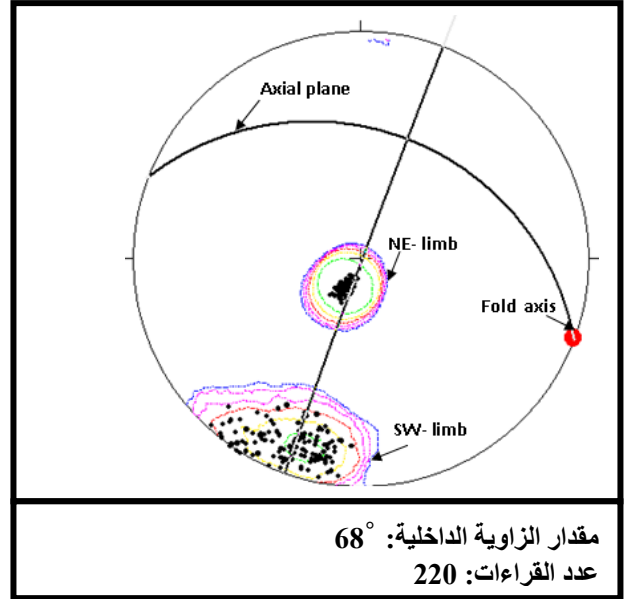 Axial plane
NE- limb
Fold axis
SW- limb
مقدار الزاوية الداخلية: 68°
عدد القراءات: 220